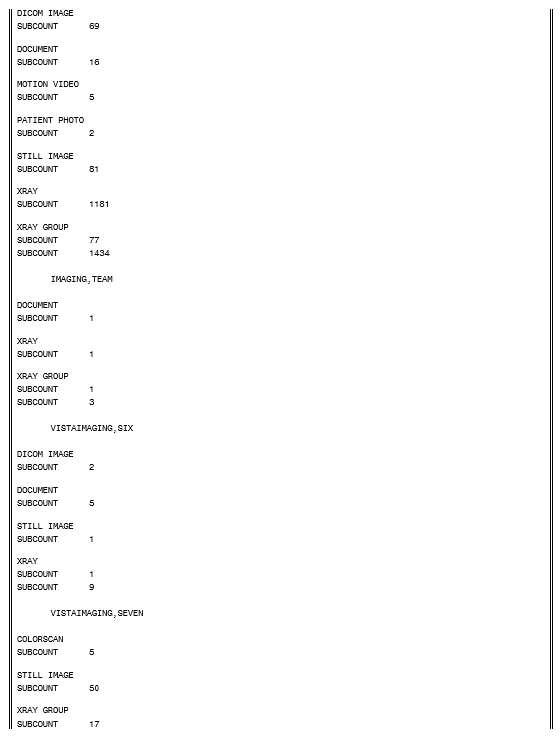 DICOM IMAGE
SUBCOUNT 69
DOCUMENT
SUBCOUNT 16
MOTION VIDEO
SUBCOUNT 5
PATIENT PHOTO
SUBCOUNT 2
STILL IMAGE
SUBCOUNT 81
XRAY
SUBCOUNT 1181
XRAY GROUP
SUBCOUNT 77
SUBCOUNT 1434
IMAGING,TEAM
DOCUMENT
SUBCOUNT 1
XRAY
SUBCOUNT 1
XRAY GROUP
SUBCOUNT 1
SUBCOUNT 3
VISTAIMAGING,SIX
DICOM IMAGE
SUBCOUNT 2
DOCUMENT
SUBCOUNT 5
STILL IMAGE
SUBCOUNT 1
XRAY
SUBCOUNT 1
SUBCOUNT 9
VISTAIMAGING,SEVEN
COLORSCAN
SUBCOUNT 5
STILL IMAGE
SUBCOUNT 50
XRAY GROUP
SUBCOUNT 17